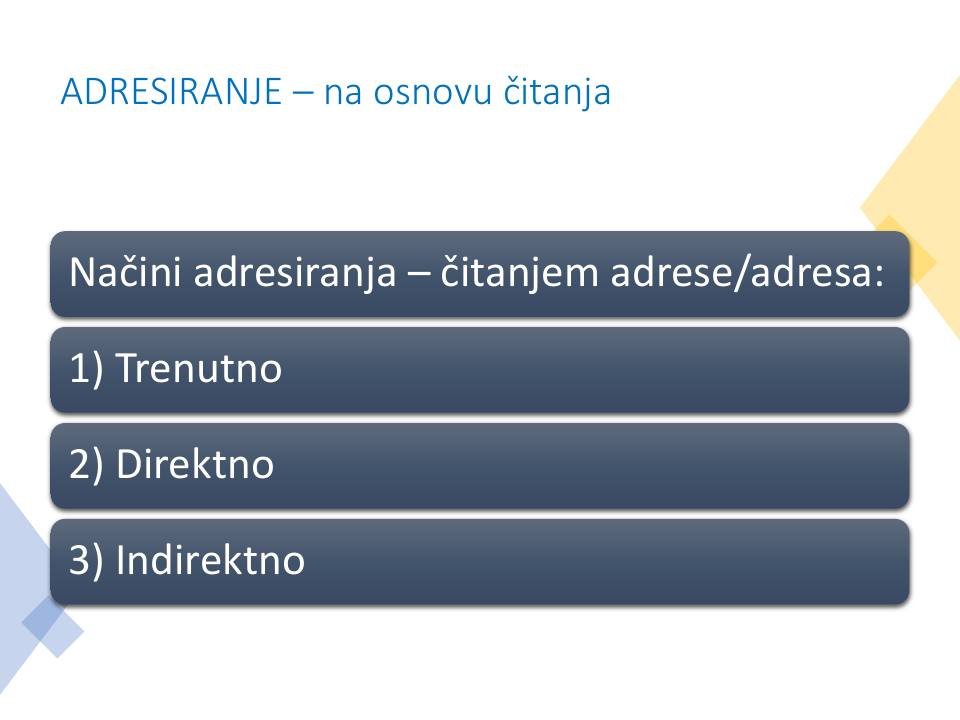 ADRESIRANJE – na osnovu čitanja
Načini adresiranja – čitanjem adrese/adresa:
1) Trenutno
2) Direktno
3) Indirektno